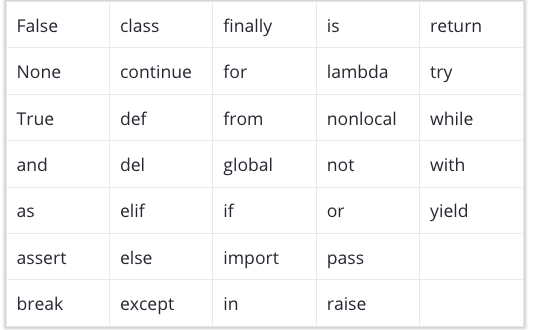 False class finally is return
None continue for lambda try
True def from nonlocal while
and del global not with
as elif if or yield
assert else import pass
break except in raise